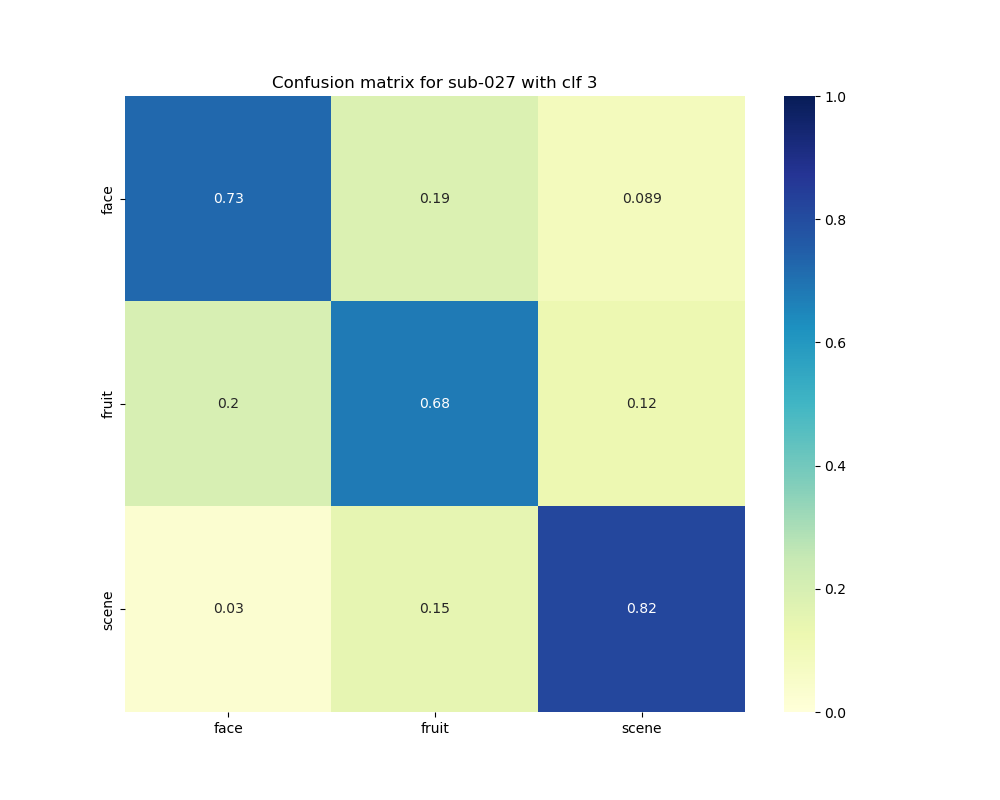 Confusion matrix for sub-027 with clf 3
face
0.73
0.19
0.089
fruit
0.2
0.68
0.12
scene
0.03
0.15
0.82
face
fruit
scene
1.0
0.8
0.6
0.4
0.2
0.0